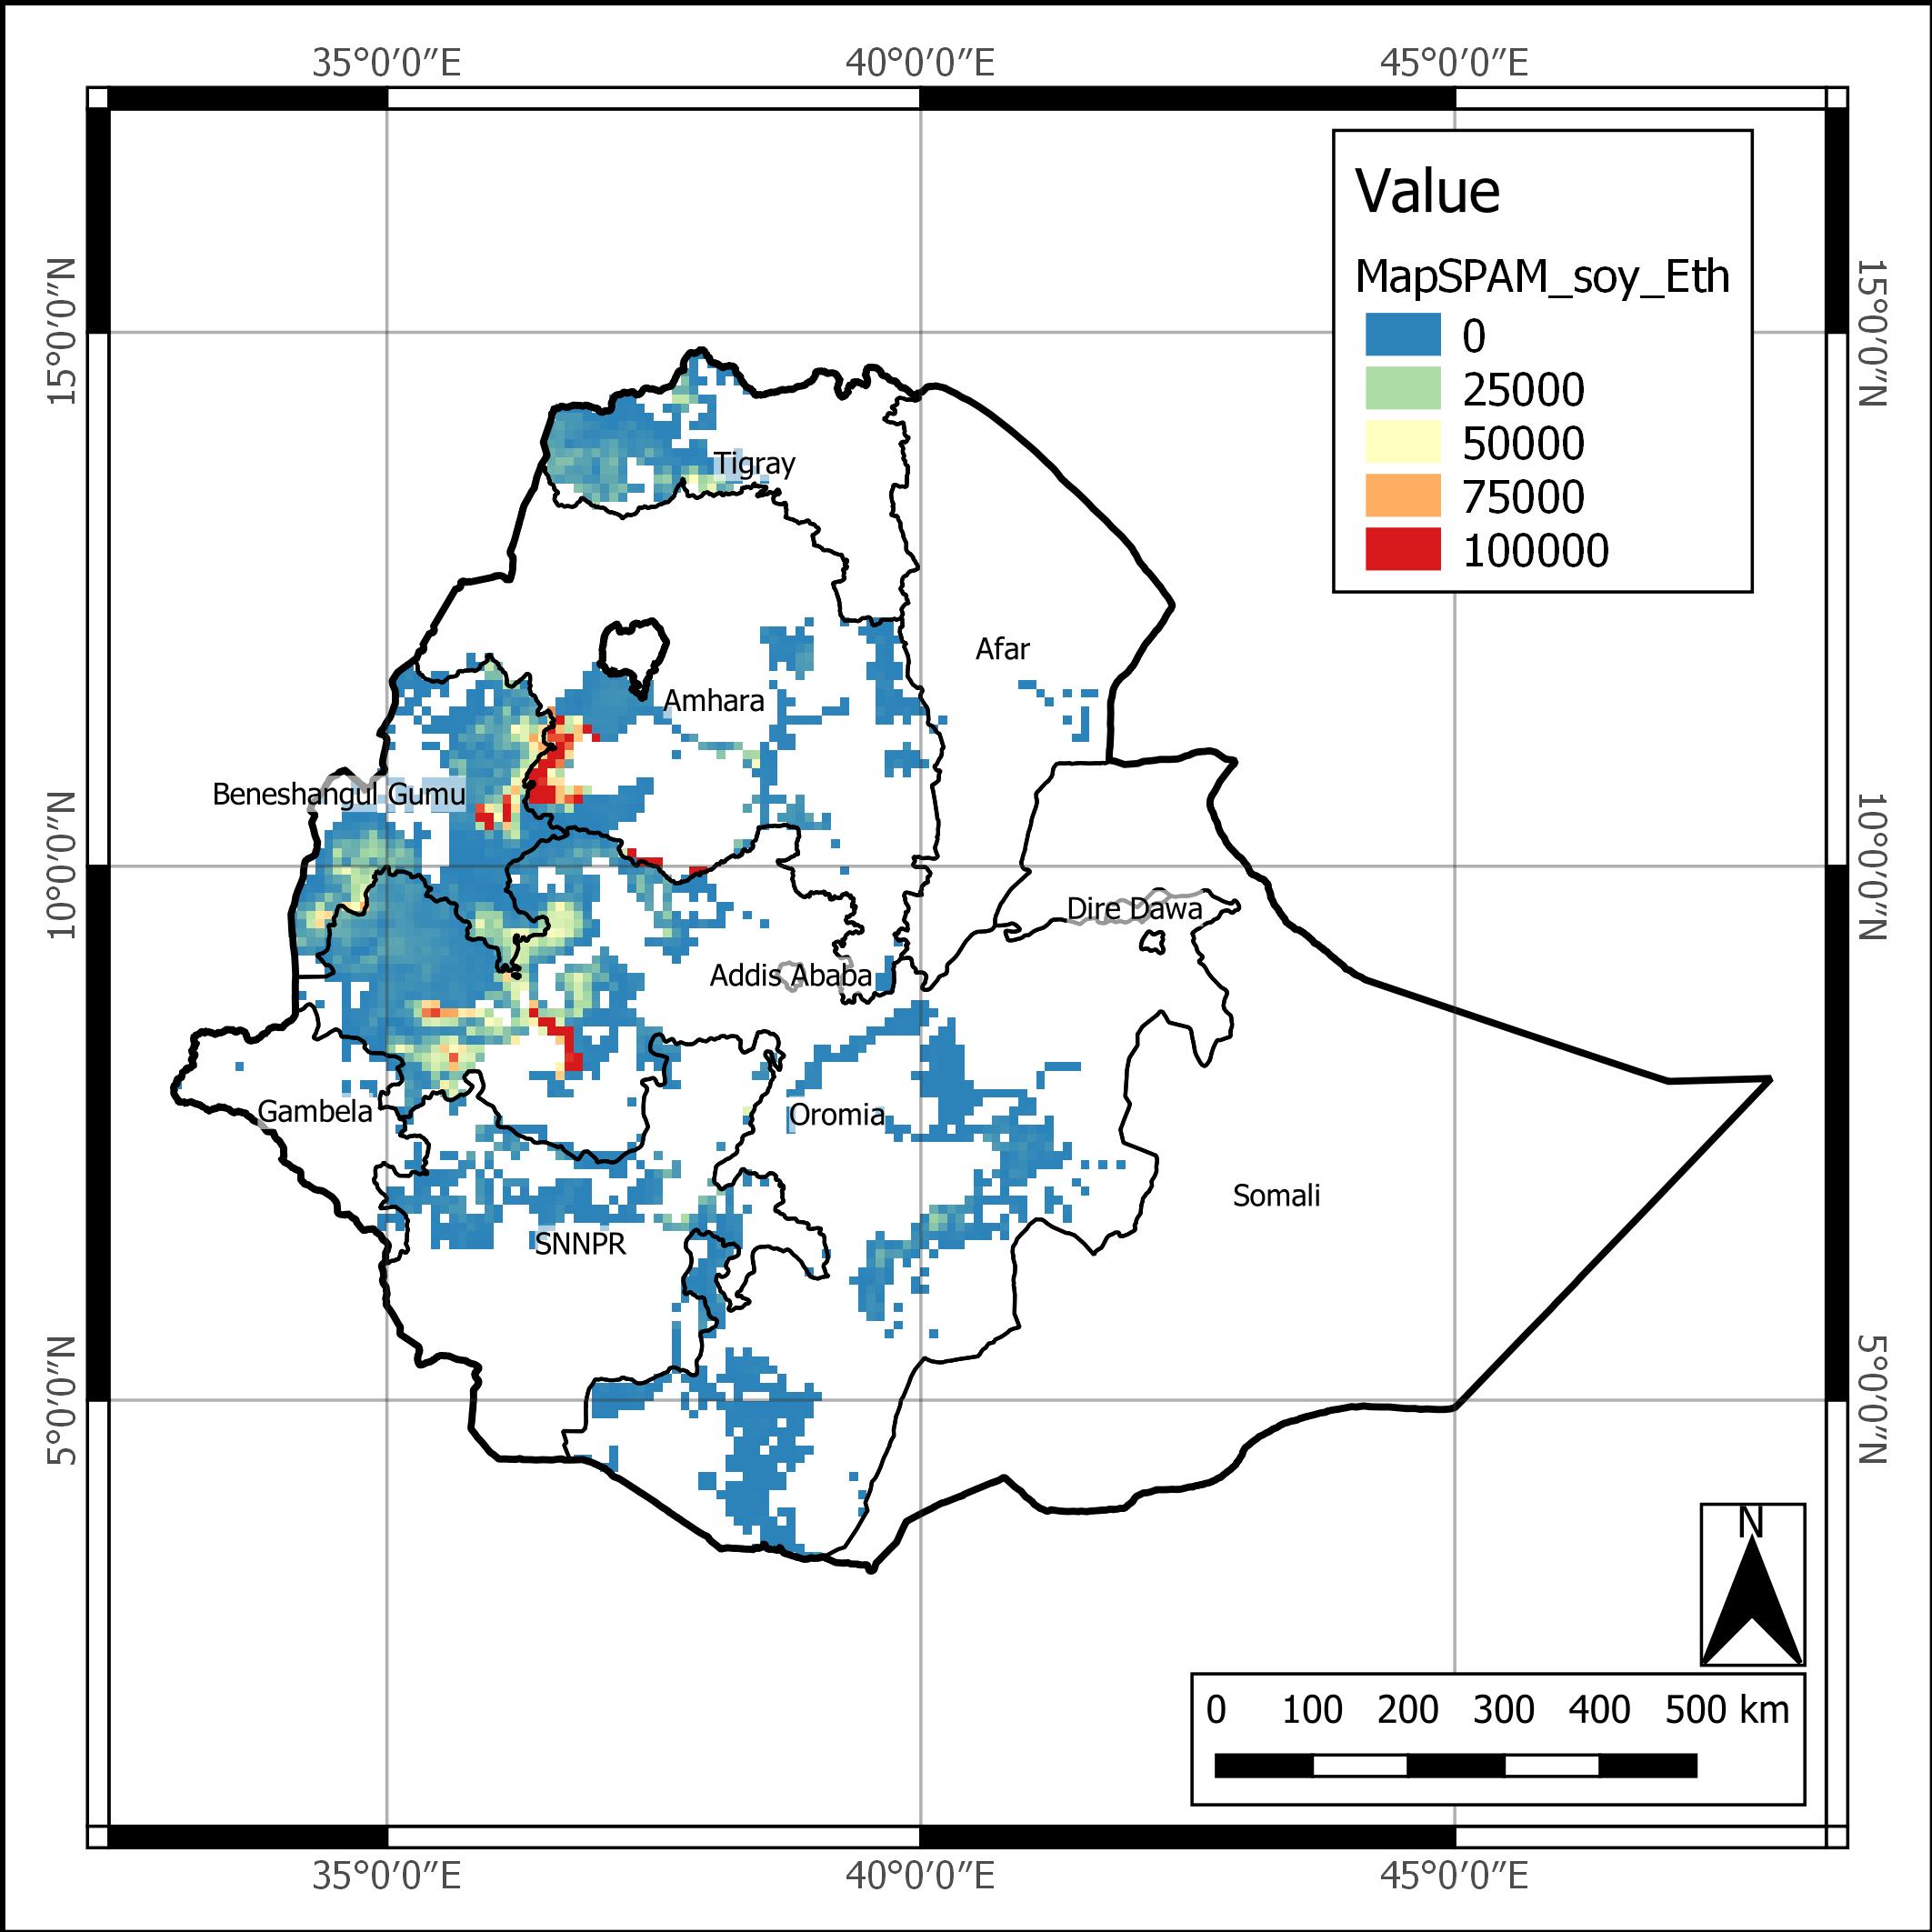 35°0′0″E
40°0′0″E
45°0′0″E
Value
MapSPAM_soy_Eth
0
25000
50000
75000
100000
15°0′0″N
15°0′0″N
Tigray
Afar
Amhara
Beneshangul Gumu
10°0′0″N
10°0′0″N
Dire Dawa
Addis Ababa
Gambela
Oromia
Somali
SNNPR
5°0′0″N
5°0′0″N
N
0 100 200 300 400 500 km
35°0′0″E
40°0′0″E
45°0′0″E